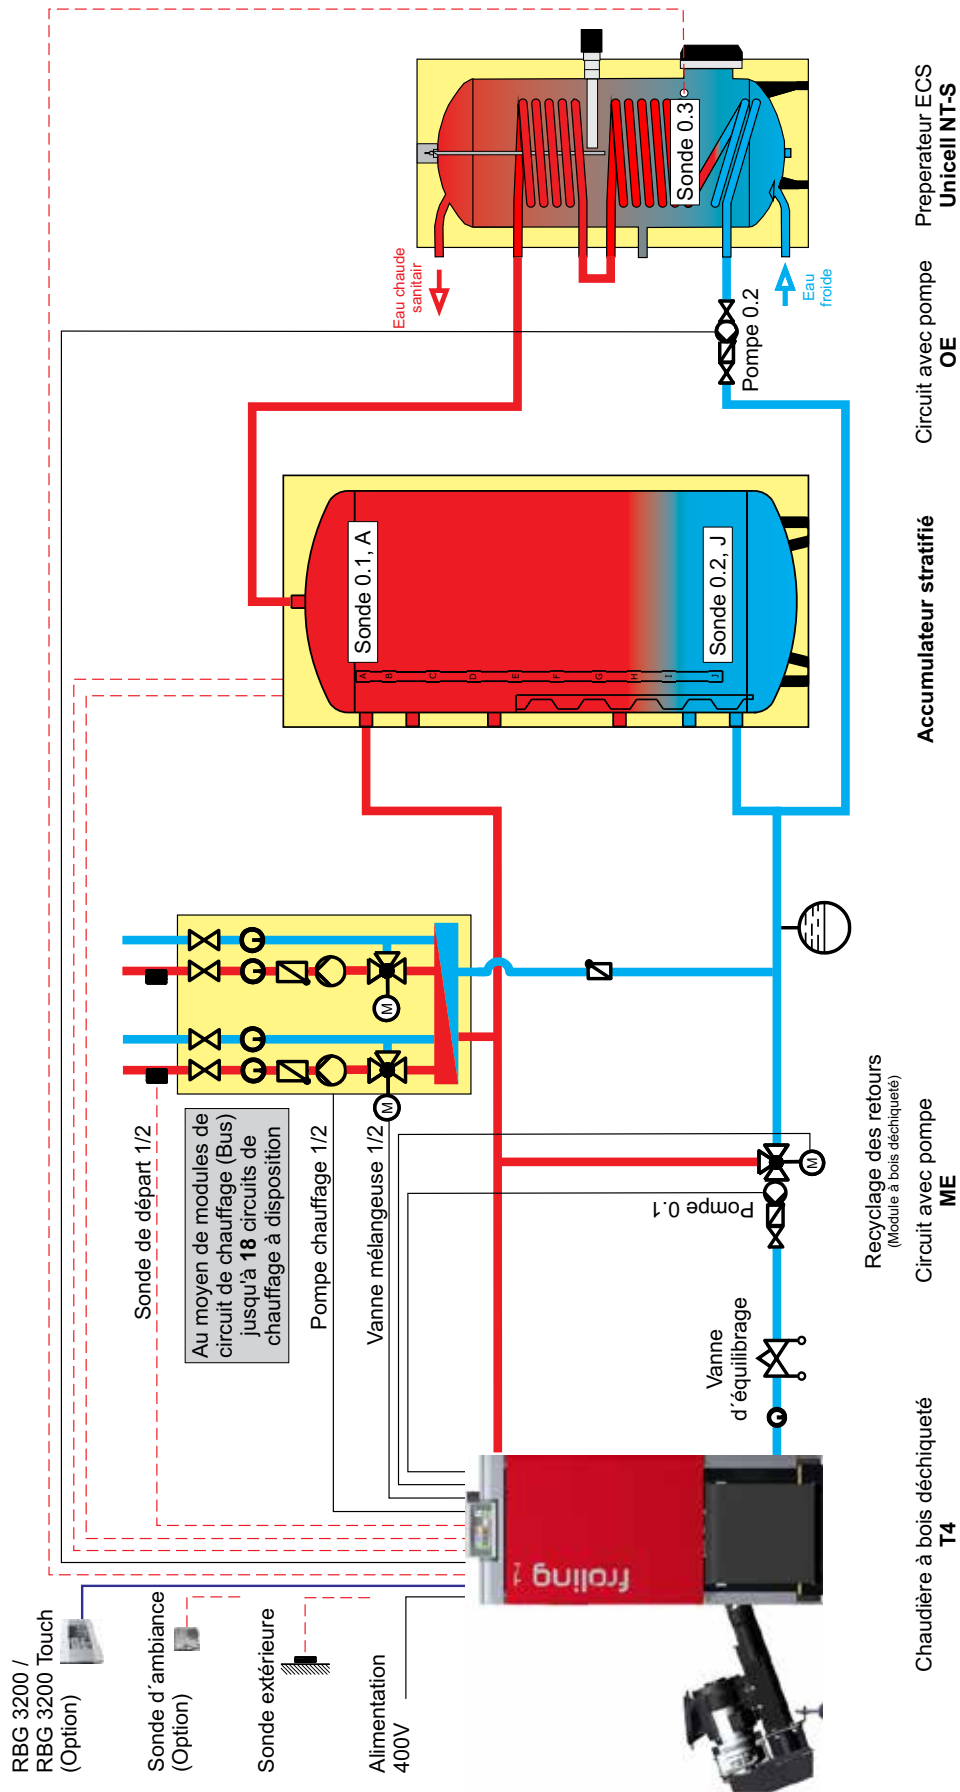 RBG 3200 /
RBG 3200 Touch
(Option)
Sonde d´ambiance
(Option)
Sonde extérieure
Alimentation
400V
Sonde de départ 1/2
Au moyen de modules de
circuit de chauffage (Bus)
jusqu'à 18 circuits de
chauffage à disposition
Pompe chauffage 1/2
Vanne mélangeuse 1/2
M
M
Pompe 0.1
M
Vanne
d´équilibrage
froling
T4
Sonde 0.1, A
A
B
C
D
E
F
G
H
I
J
Sonde 0.2, J
Eau chaude
sanitair
Sonde 0.3
Eau
froide
Pompe 0.2
Chaudière à bois déchiqueté
T4
Recyclage des retours
(Module à bois déchiqueté)
Circuit avec pompe
ME
Accumulateur stratifié
Circuit avec pompe
OE
Preperateur ECS
Unicell NT-S